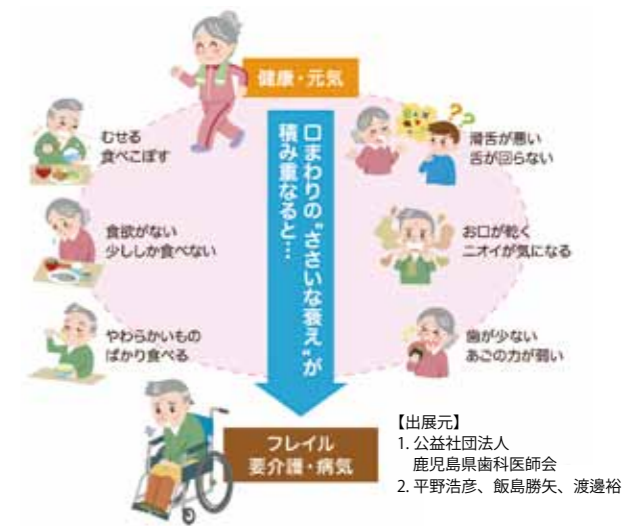 健康・元気
むせる
食べこぼす
食欲がない
少ししか食べない
やわらかいもの
ばかり食べる
口まわりの“ささいな衰え”が
積み重なると…
??
滑舌が悪い
舌が回らない
お口が乾く
ニオイが気になる
歯が少ない
あごの力が弱い
フレイル
要介護・病気
【出展元】
1. 公益社団法人
鹿児島県歯科医師会
2. 平野浩彦、飯島勝矢、渡邊裕